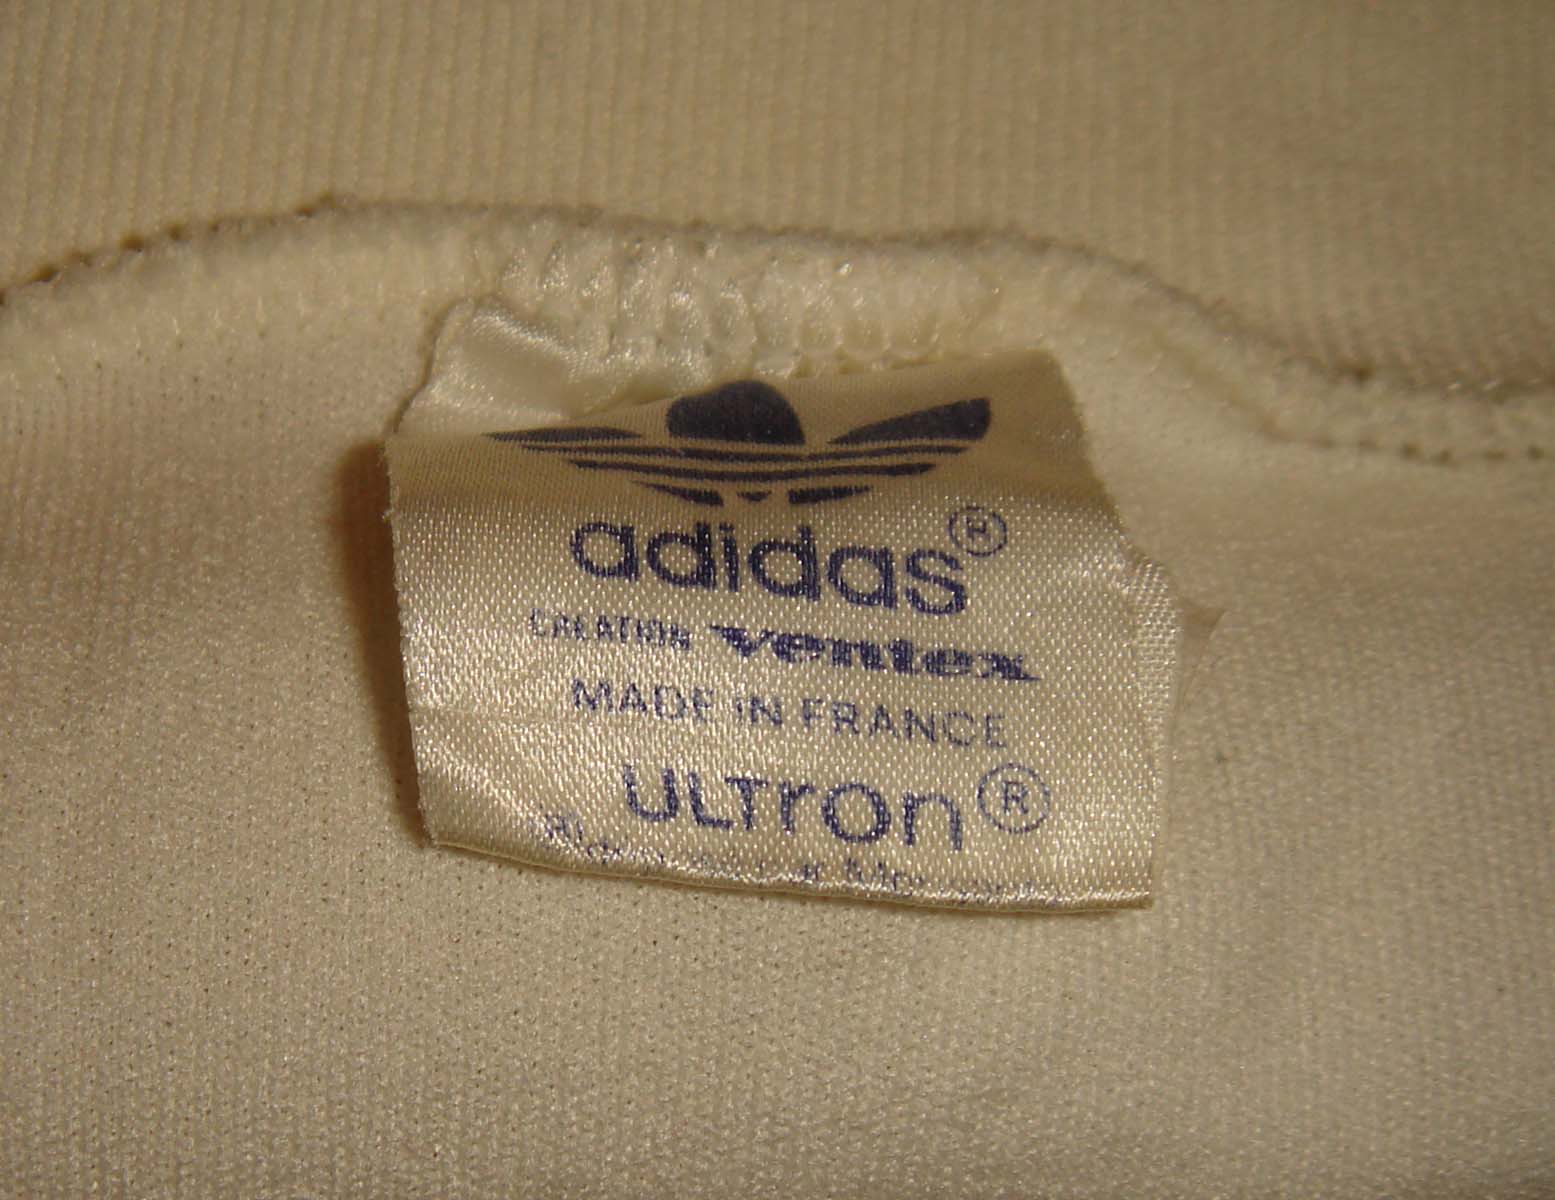 adidas®
CREATION ventex
MADE IN FRANCE
ULTron®